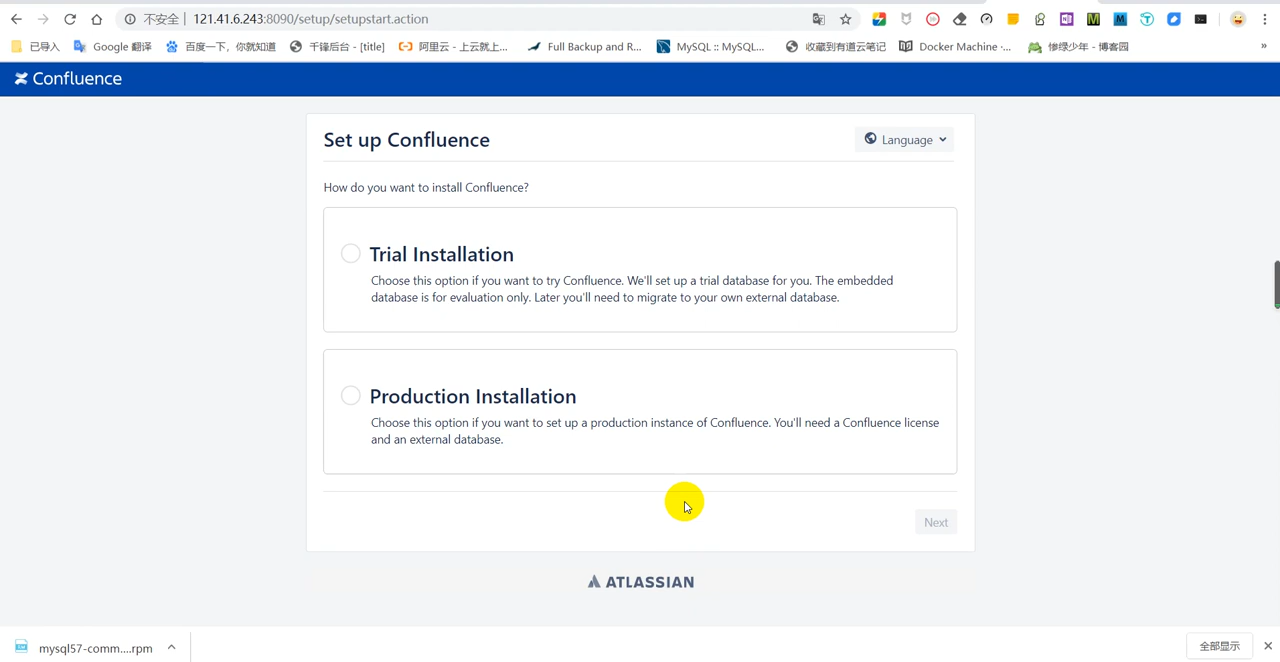 不安全 121.41.6.243:8090/setup/setupstart.action
已导入 Google 翻译 百度一下，你就知道 千锋后台 - [title] 阿里云 - 上云就上... Full Backup and R... MySQL :: MySQL... 收藏到有道云笔记 Docker Machine ·... 惨绿少年 - 博客园 »
Confluence
Set up Confluence
Language
How do you want to install Confluence?
Trial Installation
Choose this option if you want to try Confluence. We'll set up a trial database for you. The embedded
database is for evaluation only. Later you'll need to migrate to your own external database.
Production Installation
Choose this option if you want to set up a production instance of Confluence. You'll need a Confluence license
and an external database.
Next
ATLASSIAN
mysql57-comm....rpm
全部显示